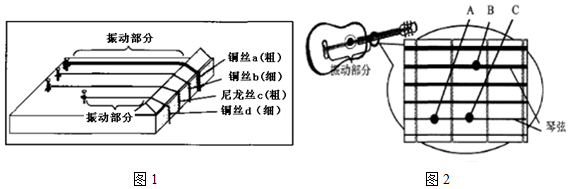 振动部分
铜丝a(粗)
铜丝b(细)
尼龙丝c(粗)
铜丝d(细)
振动部分
图1
A
B
C
振动部分
琴弦
图2